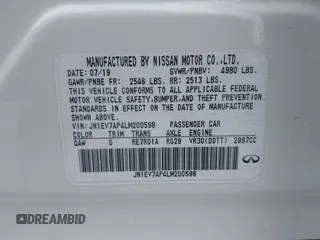 MANUFACTURED BY NISSAN MOTOR CO.,LTD.
DATE: 07/19 GVWR/PNBV: 4980 LBS.
GAWR/PNBE FR: 2546 LBS. RR: 2513 LBS.
THIS VEHICLE CONFORMS TO ALL APPLICABLE
FEDERAL MOTOR VEHICLE SAFETY,BUMPER,AND THEFT PREVENTION
STANDARDS IN EFFECT ON THE DATE OF MANUFACTURE
SHOWN ABOVE.
VIN: JN1EV7AP4LM200598 PASSENGER CAR
COLOR TRIM TRANS AXLE ENGINE
QAW G RE7R01A RG29 VR30(DDTT) 2997CC
JN1EV7AP4LM200598
INFINITI
© DREAMBID dreambid.com